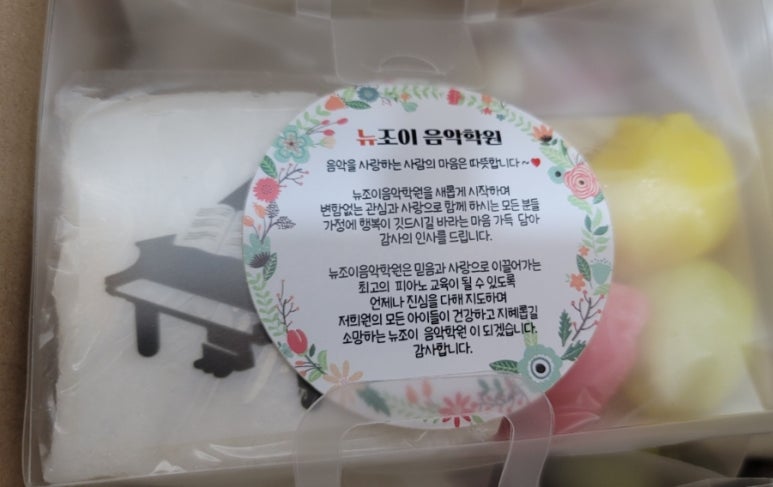 뉴조이 음악학원
음악을 사랑하는 사람의 마음은 따뜻합니다~♥
뉴조이음악학원을 새롭게 시작하며
변함없는 관심과 사랑으로 함께 하시는 모든 분들
가정에 행복이 깃드시길 바라는 마음 가득 담아
감사의 인사를 드립니다.
뉴조이음악학원은 믿음과 사랑으로 이끌어가는
최고의 피아노 교육이 될 수 있도록
언제나 진심을 다해 지도하며
저희원의 모든 아이들이 건강하고 지혜롭길
소망하는 뉴조이 음악학원 이 되겠습니다.
감사합니다.